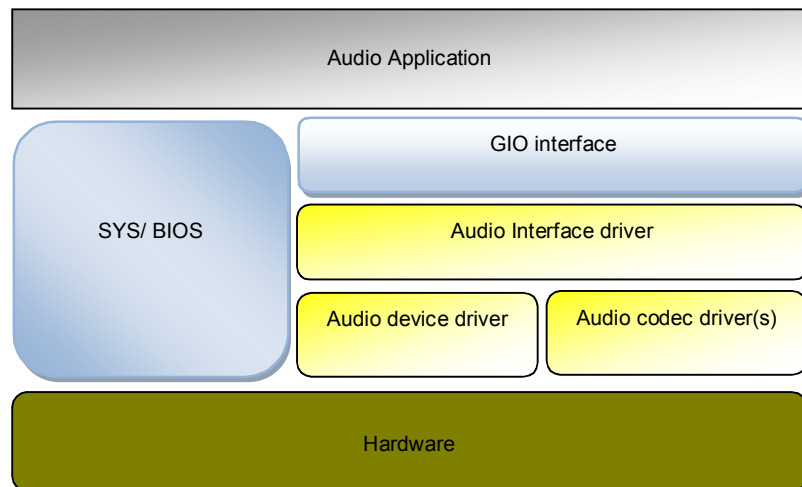 Audio Application
GIO interface
SYS/ BIOS
Audio Interface driver
Audio device driver
Audio codec driver(s)
Hardware